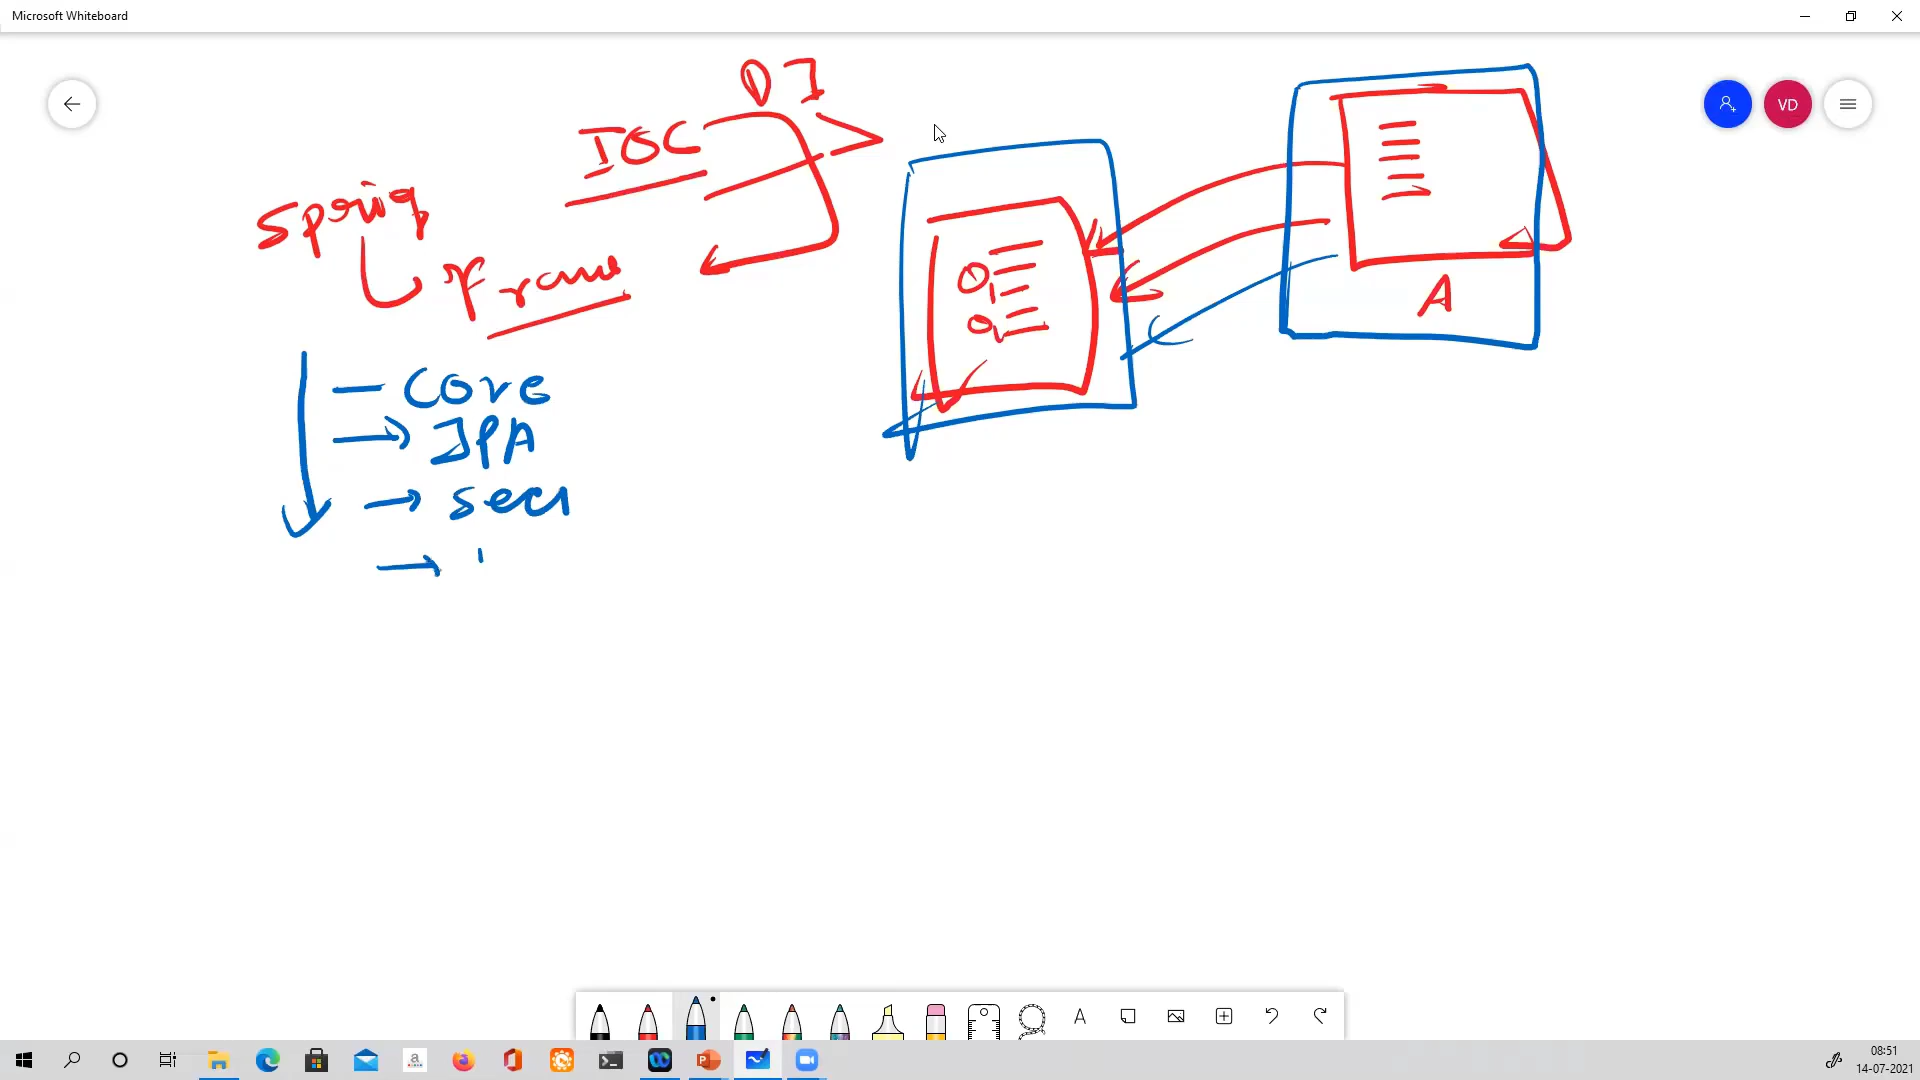 Microsoft Whiteboard
DI
IOC
Spring
Frame
VD
A
Core
JPA
secu
A
08:51
14-07-2021